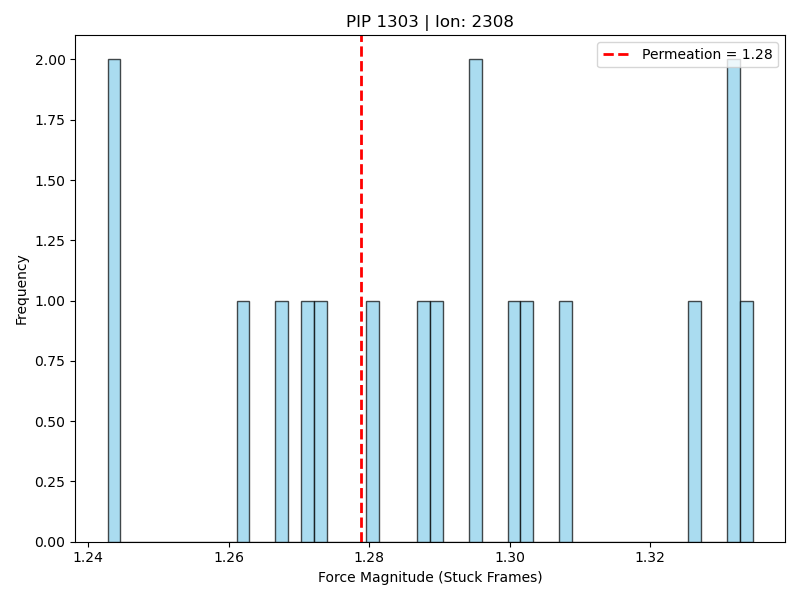 PIP 1303 | Ion: 2308
Permeation = 1.28
Frequency
2.00
1.75
1.50
1.25
1.00
0.75
0.50
0.25
0.00
1.24 1.26 1.28 1.30 1.32
Force Magnitude (Stuck Frames)